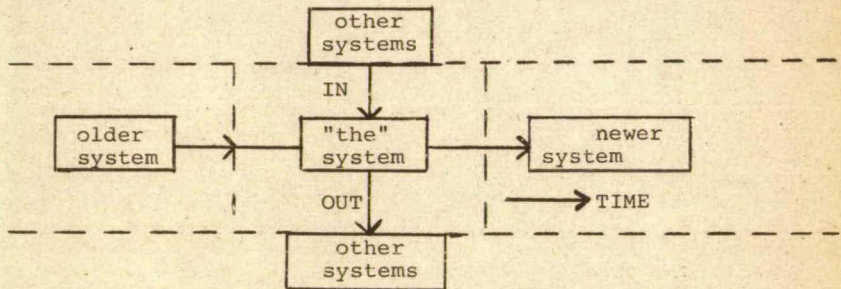 other
systems
IN
older
system
"the"
system
newer
system
OUT
TIME
other
systems